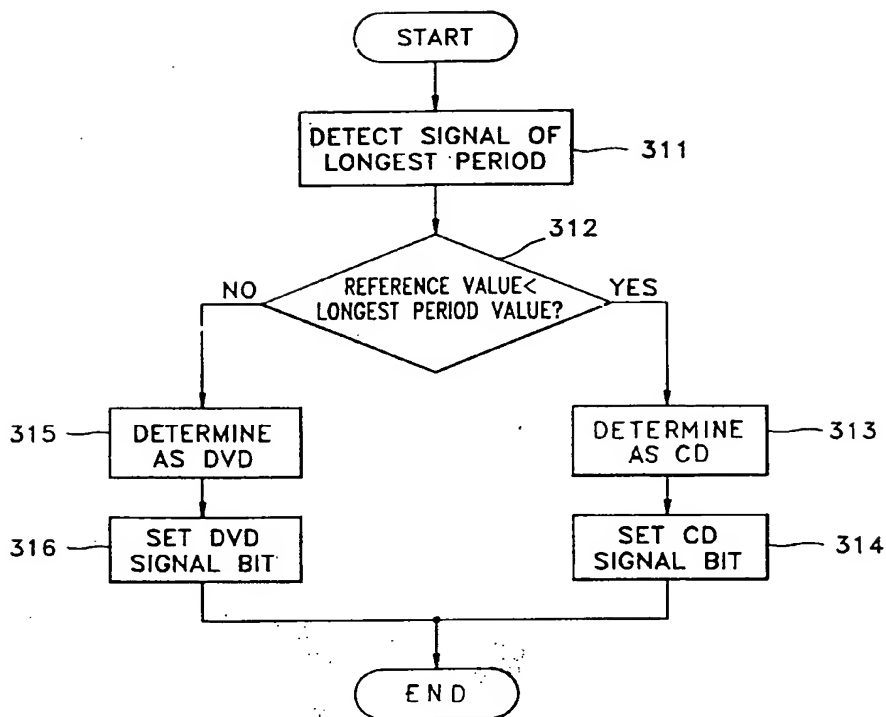 START
DETECT SIGNAL OF
LONGEST PERIOD
311
312
REFERENCE VALUE<
LONGEST PERIOD VALUE?
NO
YES
315
DETERMINE
AS DVD
DETERMINE
AS CD
313
316
SET DVD
SIGNAL BIT
SET CD
SIGNAL BIT
314
END